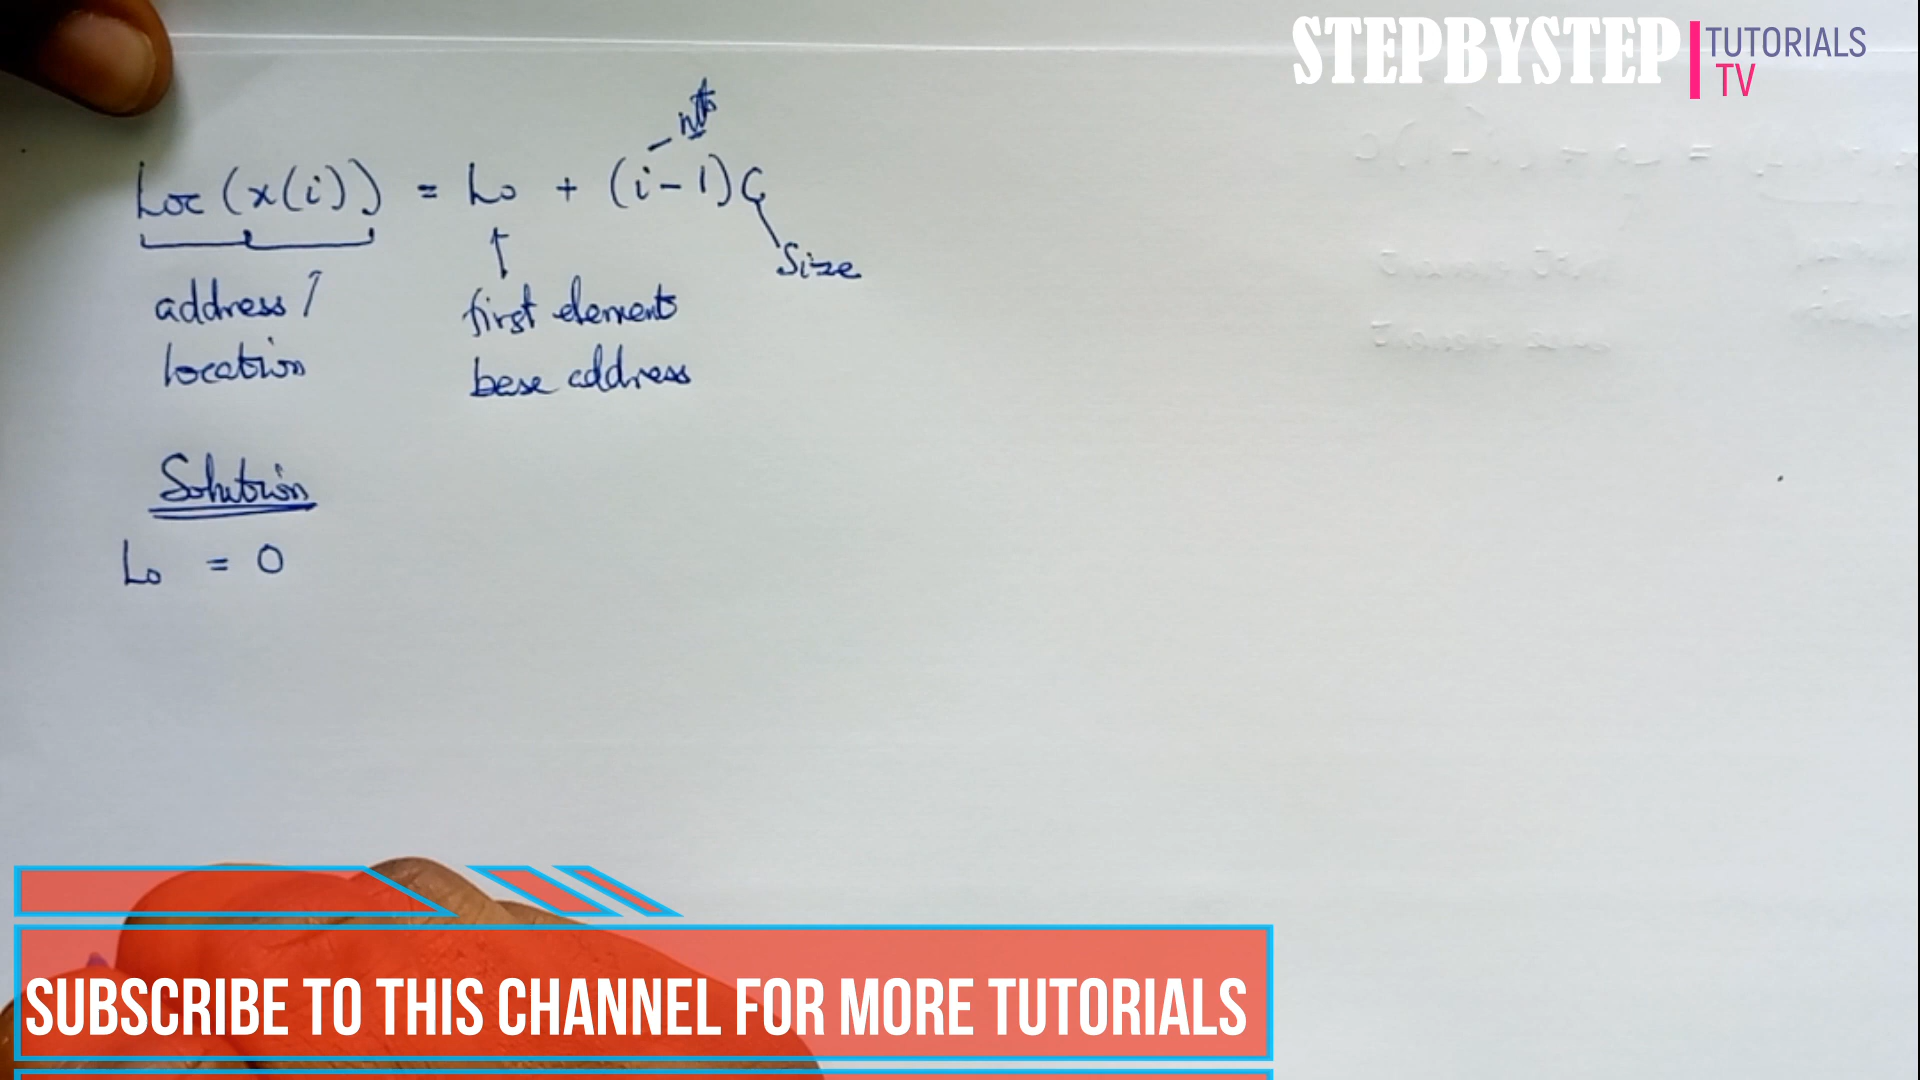 STEPBYSTEP TUTORIALS TV
nth
Loc (x(i)) = Lo + (i - 1) C
Size
address / first element
location base address
Solution
Lo = 0
SUBSCRIBE TO THIS CHANNEL FOR MORE TUTORIALS